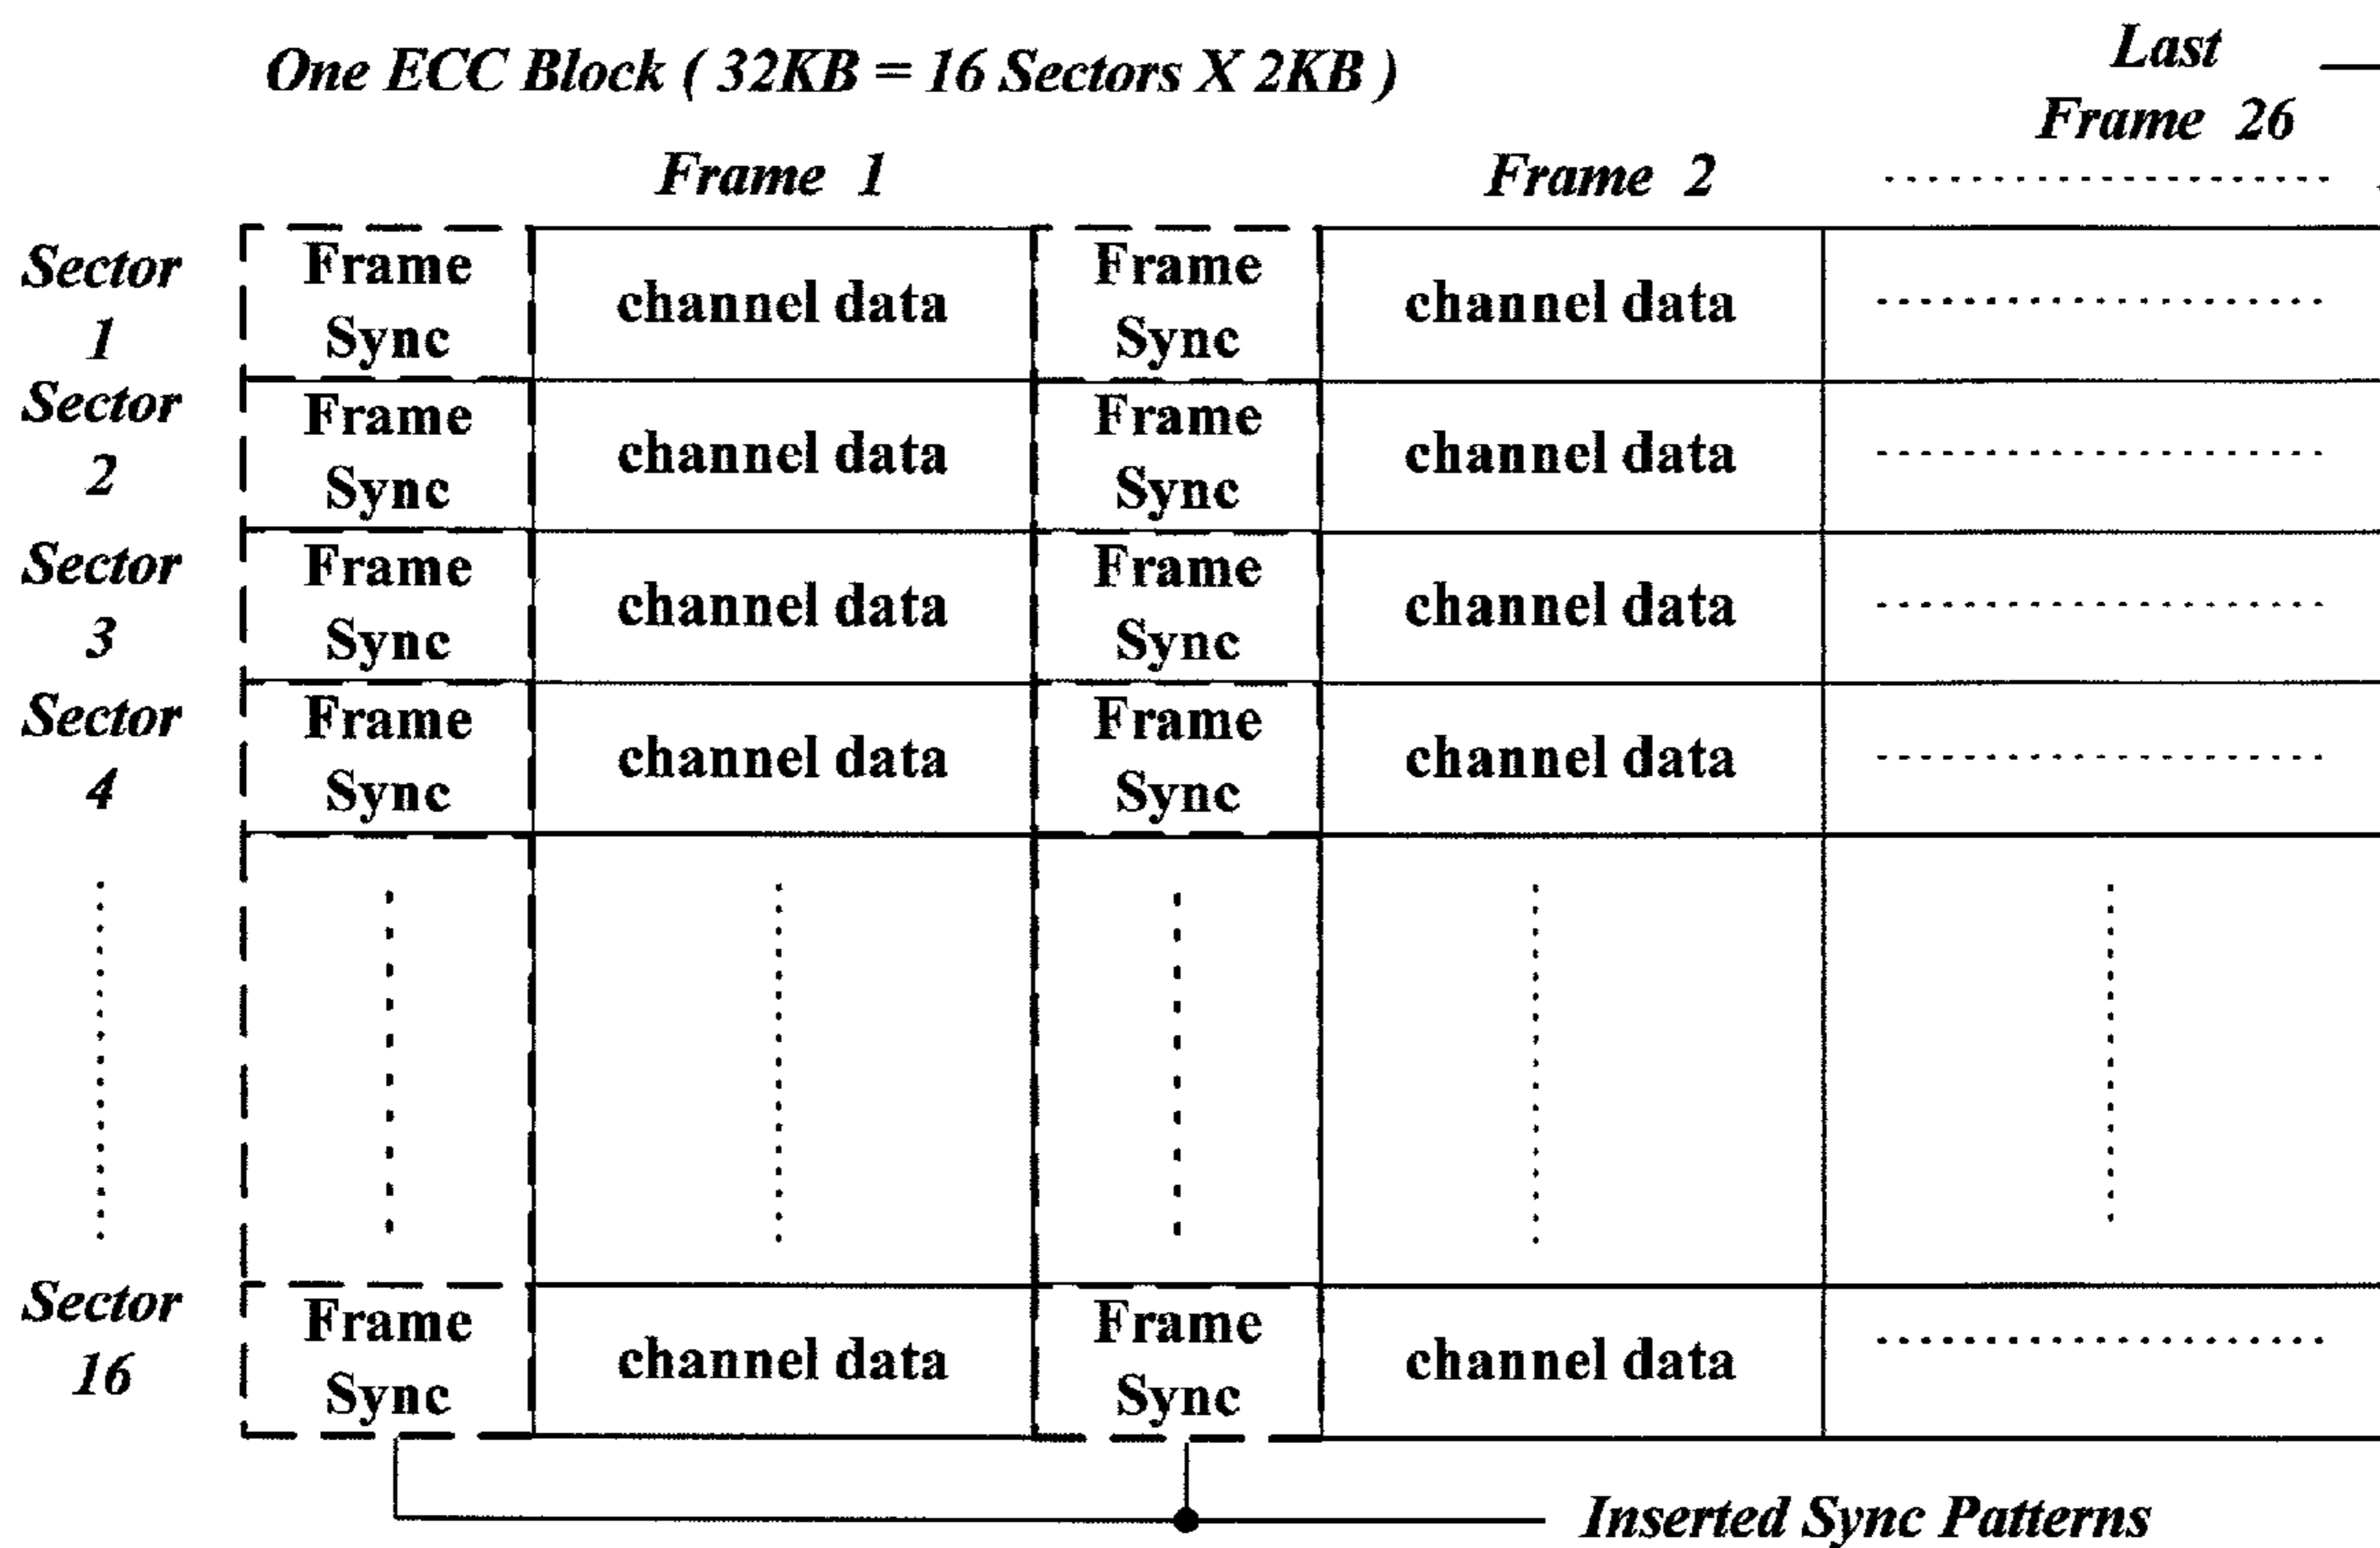 One ECC Block ( 32KB = 16 Sectors X 2KB )
Last
Frame 26
Frame 1
Frame 2
Sector
1
Frame
Sync
channel data
Frame
Sync
channel data
Sector
2
Frame
Sync
channel data
Frame
Sync
channel data
Sector
3
Frame
Sync
channel data
Frame
Sync
channel data
Sector
4
Frame
Sync
channel data
Frame
Sync
channel data
Sector
16
Frame
Sync
channel data
Frame
Sync
channel data
Inserted Sync Patterns